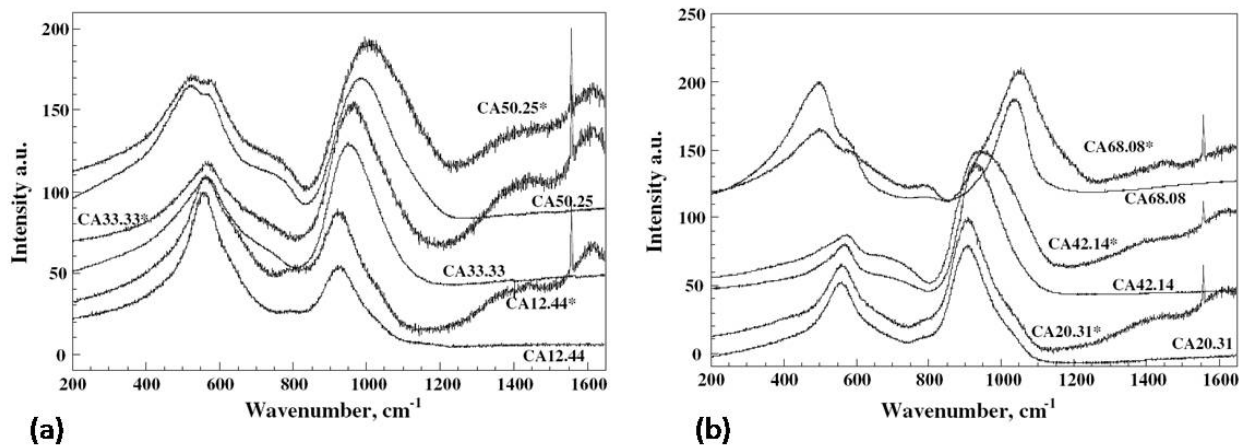 200
150
100
50
0
Intensity a.u.
CA50.25*
CA50.25
CA33.33*
CA33.33
CA12.44*
CA12.44
200 400 600 800 1000 1200 1400 1600
Wavenumber, cm-1
(a)
250
200
150
100
50
0
Intensity a.u.
CA68.08*
CA68.08
CA42.14*
CA42.14
CA20.31*
CA20.31
200 400 600 800 1000 1200 1400 1600
Wavenumber, cm-1
(b)